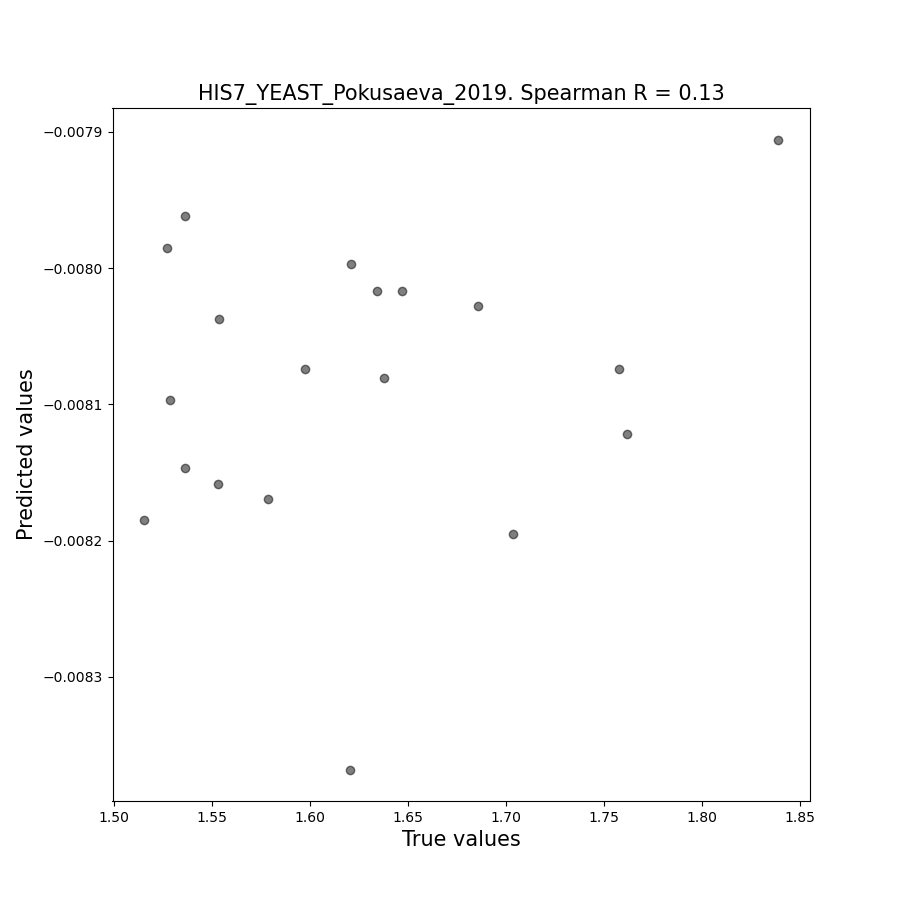 HIS7_YEAST_Pokusaeva_2019. Spearman R = 0.13
−0.0079
−0.0080
−0.0081
−0.0082
−0.0083
Predicted values
1.50 1.55 1.60 1.65 1.70 1.75 1.80 1.85
True values